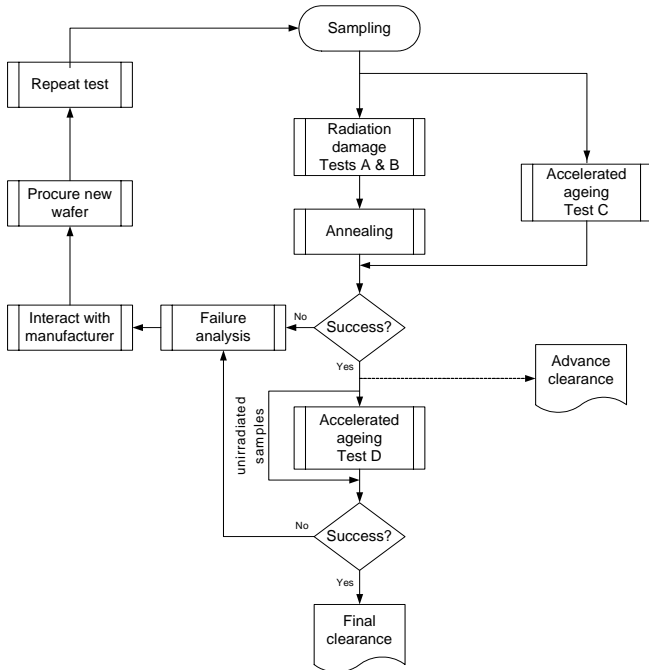 Sampling
Repeat test
Radiation
damage
Tests A & B
Accelerated
ageing
Test C
Procure new
wafer
Annealing
Interact with
manufacturer
Failure
analysis
No
Success?
Yes
Advance
clearance
unirradiated
samples
Accelerated
ageing
Test D
No
Success?
Yes
Final
clearance